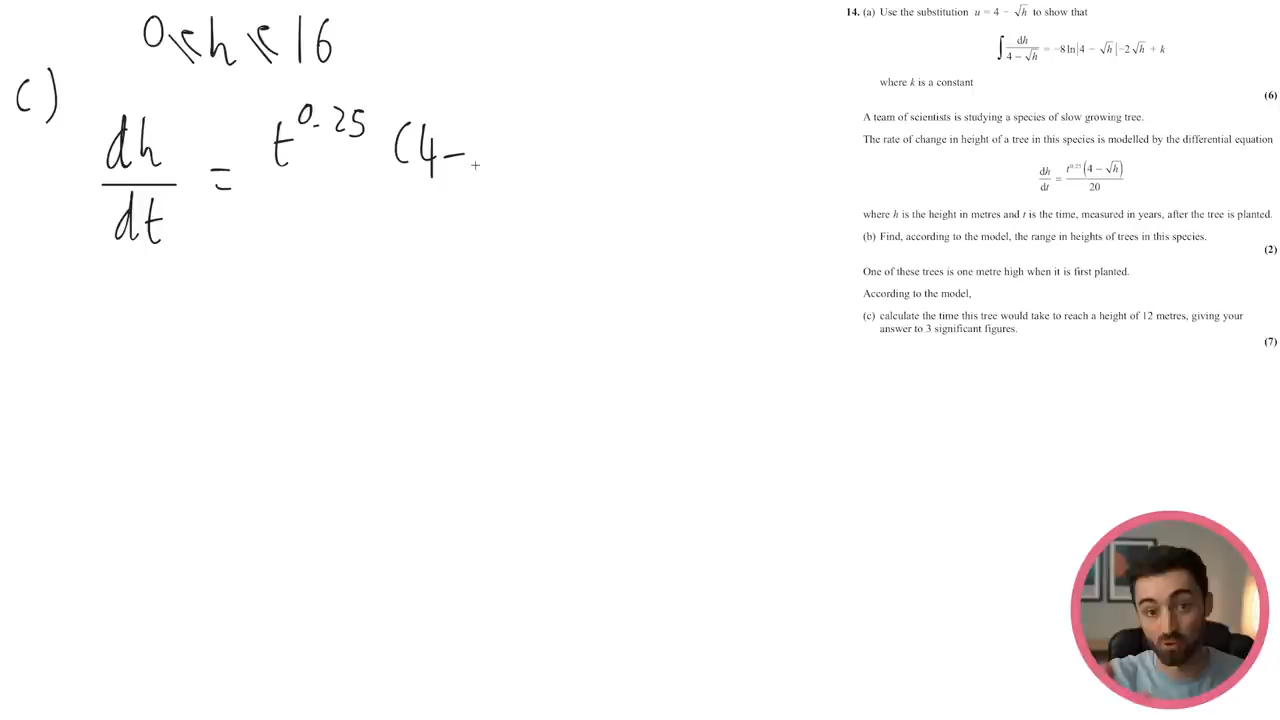 0 ≤ h ≤ 16
c)
dh/dt = t^0.25 (4 -
14. (a) Use the substitution u = 4 − √h to show that
∫ dh/(4 − √h) = −8 ln|4 − √h| −2√h + k
where k is a constant
(6)
A team of scientists is studying a species of slow growing tree.
The rate of change in height of a tree in this species is modelled by the differential equation
dh/dt = t^0.25(4 − √h)/20
where h is the height in metres and t is the time, measured in years, after the tree is planted.
(b) Find, according to the model, the range in heights of trees in this species.
(2)
One of these trees is one metre high when it is first planted.
According to the model,
(c) calculate the time this tree would take to reach a height of 12 metres, giving your
answer to 3 significant figures.
(7)